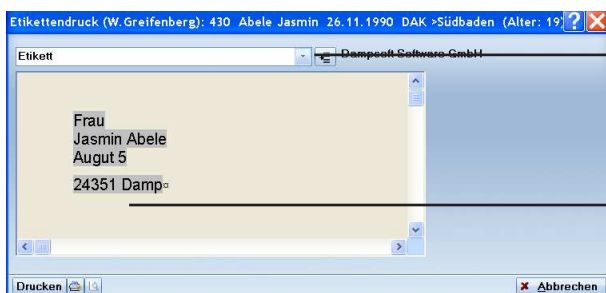 Etikettendruck (W.Greifenberg): 430 Abele Jasmin 26.11.1990 DAK >Südbaden (Alter: 19
Etikett
Dampsoft Software GmbH
Frau
Jasmin Abele
Augut 5
24351 Damp¤
Drucken
Abbrechen